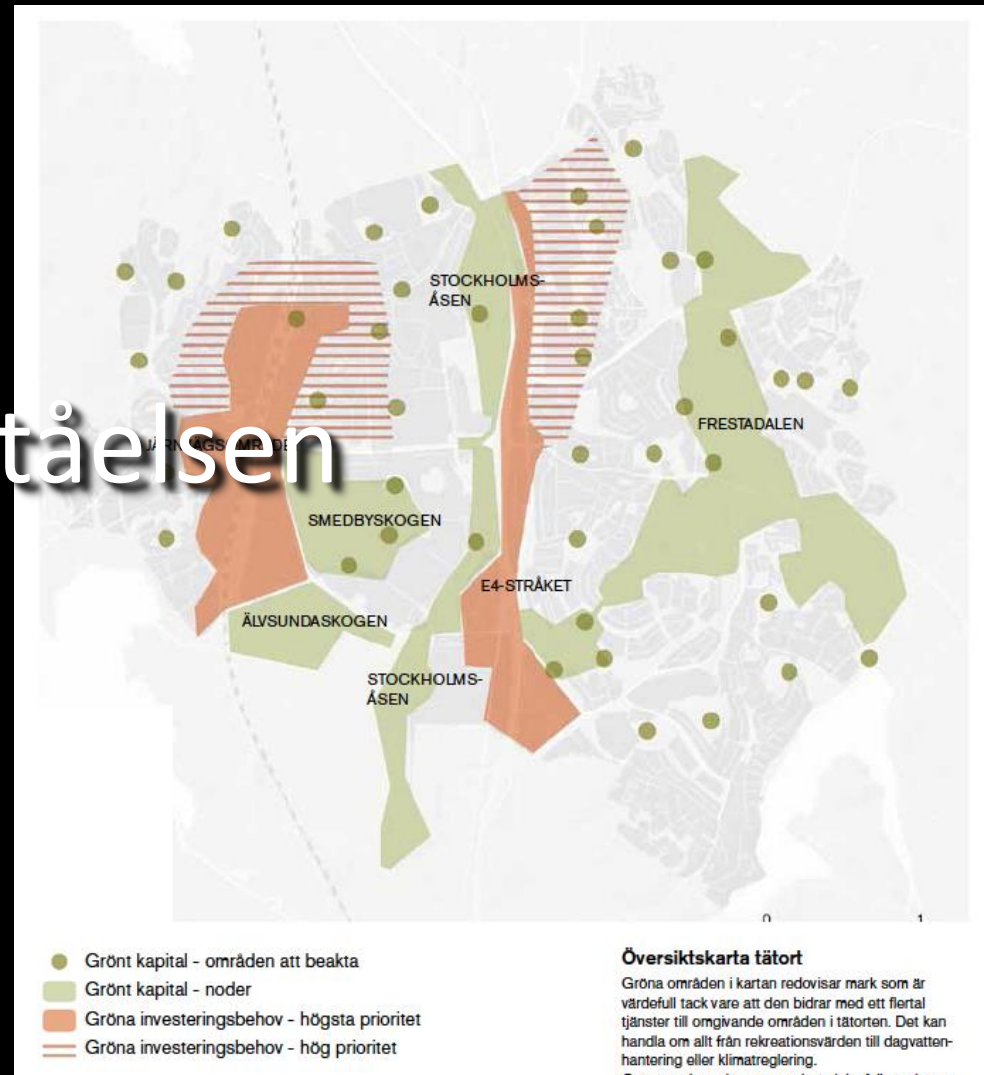 STOCKHOLMS-
ÅSEN
FRESTADALEN
tåelsen
SMEDBYSKOGEN
E4-STRÅKET
ÄLVSUNDASKOGEN
STOCKHOLMS-
ÅSEN
0 1
Grönt kapital - områden att beakta
Grönt kapital - noder
Gröna investeringsbehov - högsta prioritet
Gröna investeringsbehov - hög prioritet
Översiktskarta tätort
Gröna områden i kartan redovisar mark som är
värdefull tack vare att den bidrar med ett flertal
tjänster till omgivande områden i tätorten. Det kan
handla om allt från rekreationsvärden till dagvatten-
hantering eller klimatreglering.